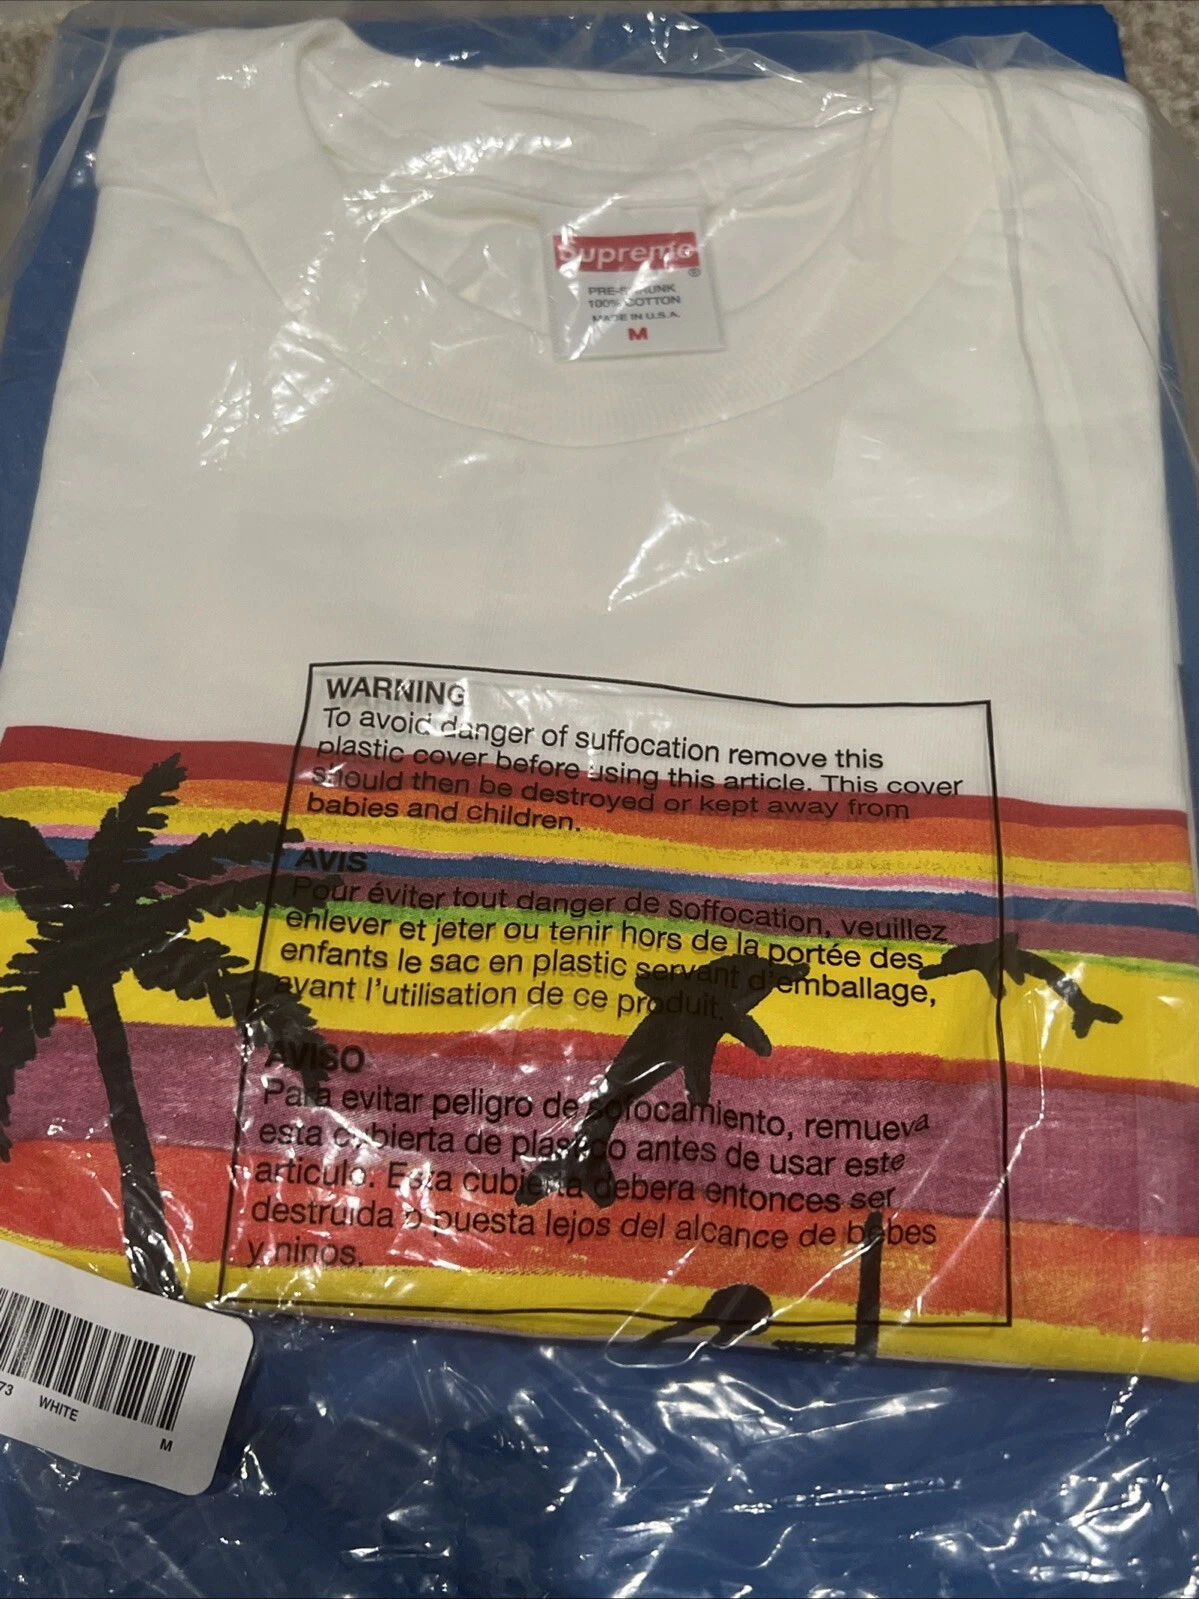 Supreme
®
PRE-SHRUNK
100% COTTON
MADE IN U.S.A.
M
WARNING
To avoid danger of suffocation remove this
plastic cover before using this article. This cover
should then be destroyed or kept away from
babies and children.
AVIS
Pour éviter tout danger de soffocation, veuillez
enlever et jeter ou tenir hors de la portée des
enfants le sac en plastic servant d'emballage,
avant l'utilisation de ce produit.
AVISO
Para evitar peligro de sofocamiento, remueva
esta cubierta de plastico antes de usar este
articulo. Esta cubierta debera entonces ser
destruida o puesta lejos del alcance de bebes
y ninos.
73 WHITE
M